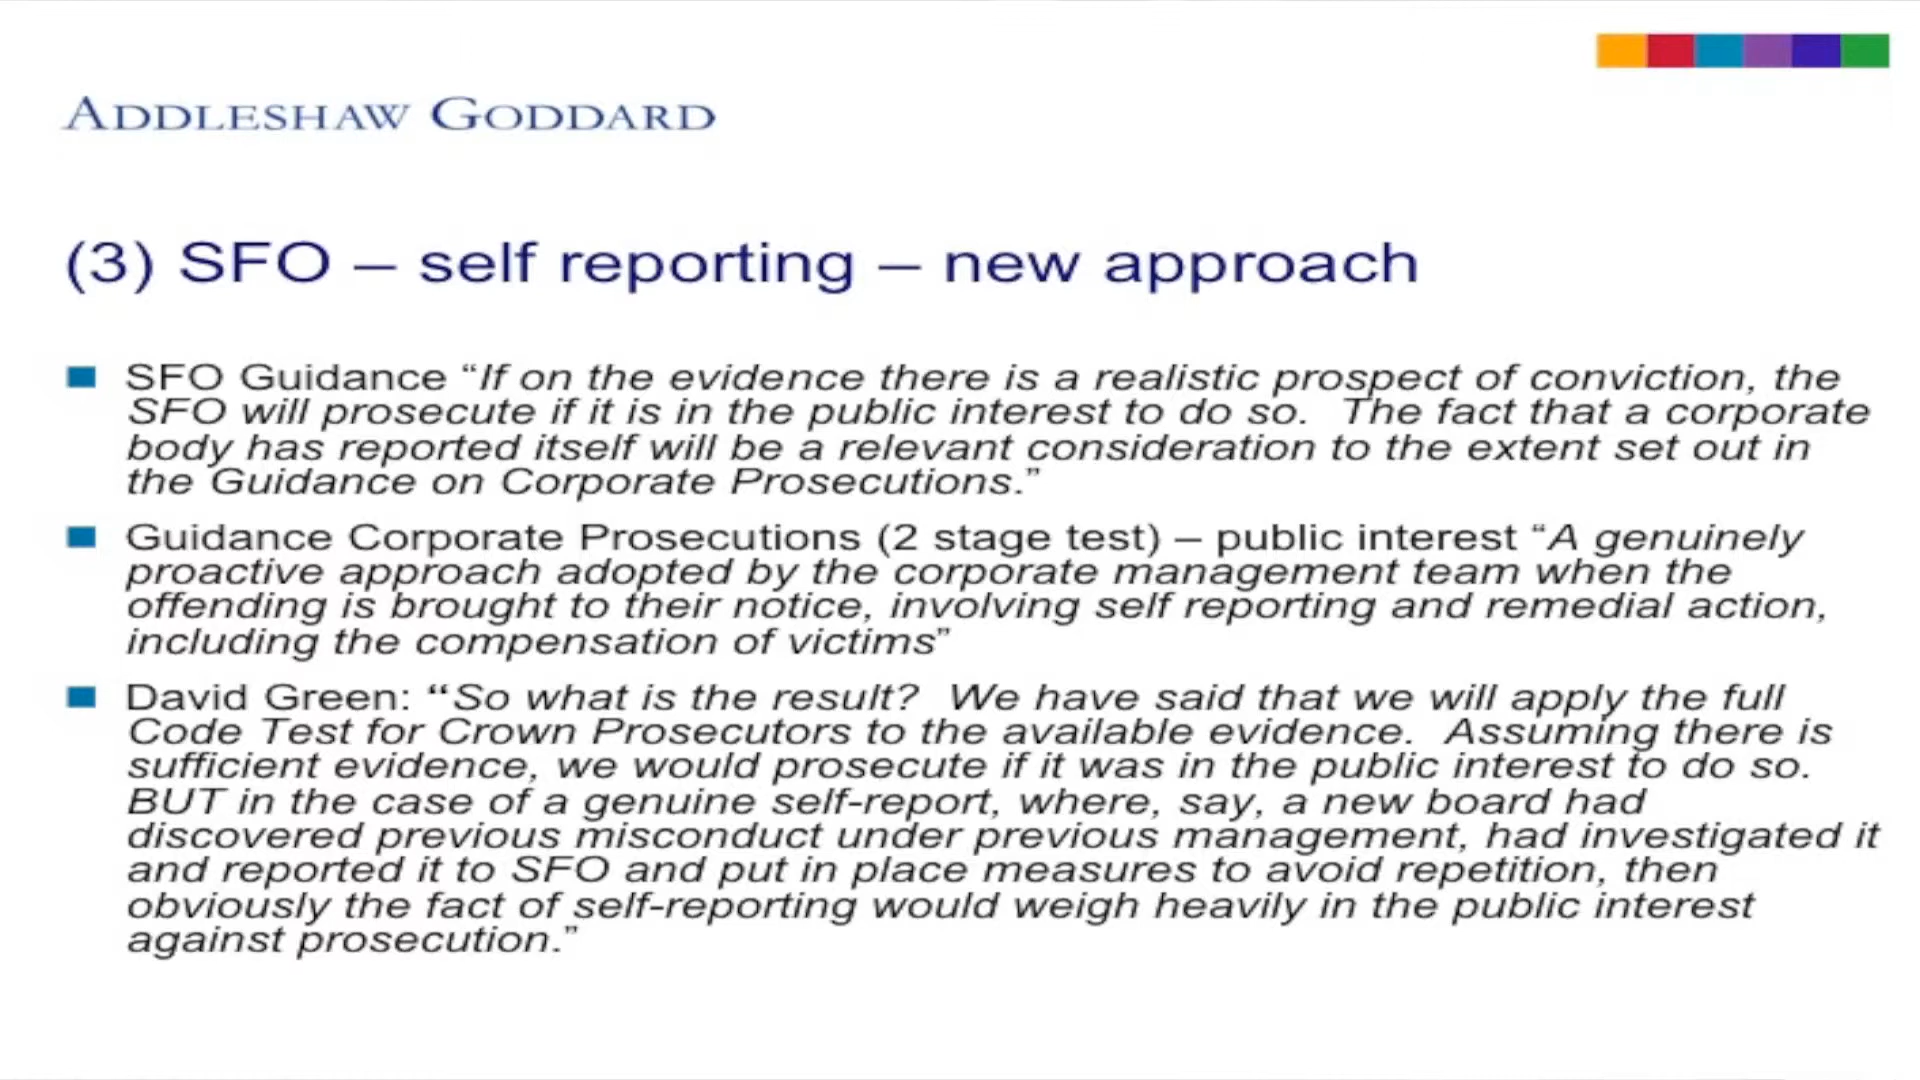 ADDLESHAW GODDARD
(3) SFO – self reporting – new approach
SFO Guidance “If on the evidence there is a realistic prospect of conviction, the
SFO will prosecute if it is in the public interest to do so. The fact that a corporate
body has reported itself will be a relevant consideration to the extent set out in
the Guidance on Corporate Prosecutions.”
Guidance Corporate Prosecutions (2 stage test) – public interest “A genuinely
proactive approach adopted by the corporate management team when the
offending is brought to their notice, involving self reporting and remedial action,
including the compensation of victims”
David Green: “So what is the result? We have said that we will apply the full
Code Test for Crown Prosecutors to the available evidence. Assuming there is
sufficient evidence, we would prosecute if it was in the public interest to do so.
BUT in the case of a genuine self-report, where, say, a new board had
discovered previous misconduct under previous management, had investigated it
and reported it to SFO and put in place measures to avoid repetition, then
obviously the fact of self-reporting would weigh heavily in the public interest
against prosecution.”